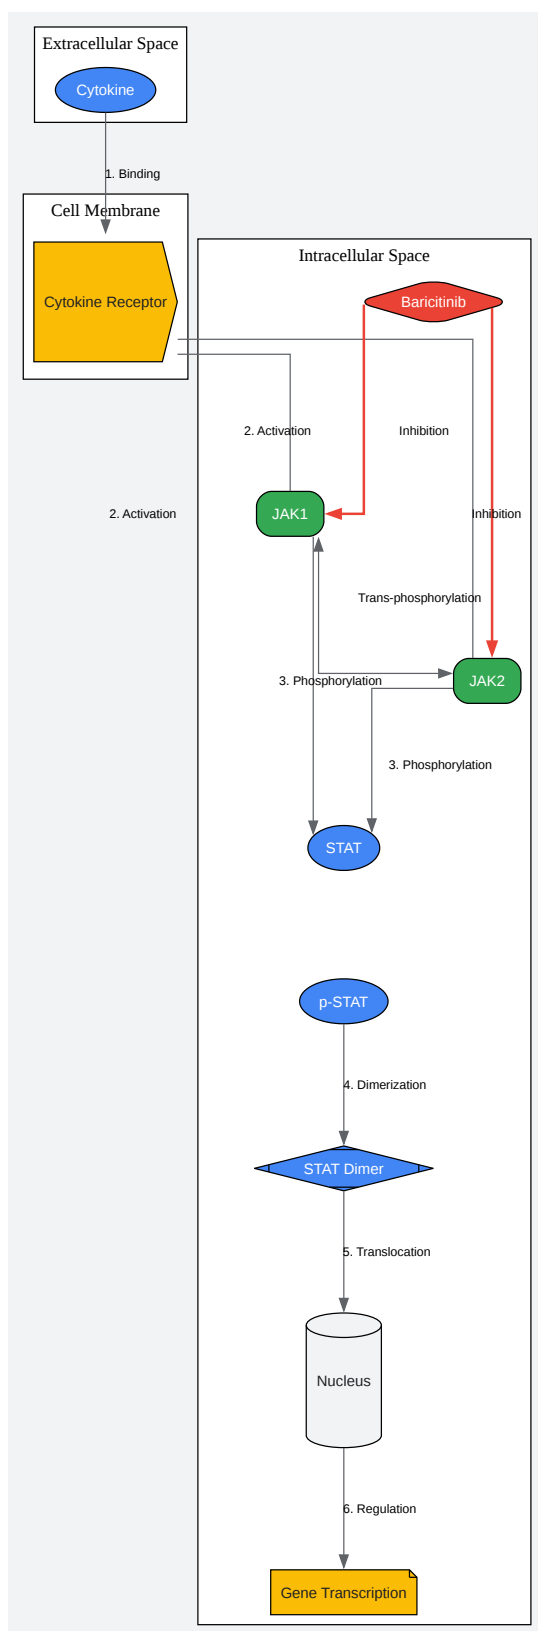 Extracellular Space
Cytokine
1. Binding
Cell Membrane
Cytokine Receptor
Intracellular Space
Baricitinib
2. Activation
Inhibition
JAK1
2. Activation
Inhibition
Trans-phosphorylation
3. Phosphorylation
JAK2
3. Phosphorylation
STAT
p-STAT
4. Dimerization
STAT Dimer
5. Translocation
Nucleus
6. Regulation
Gene Transcription